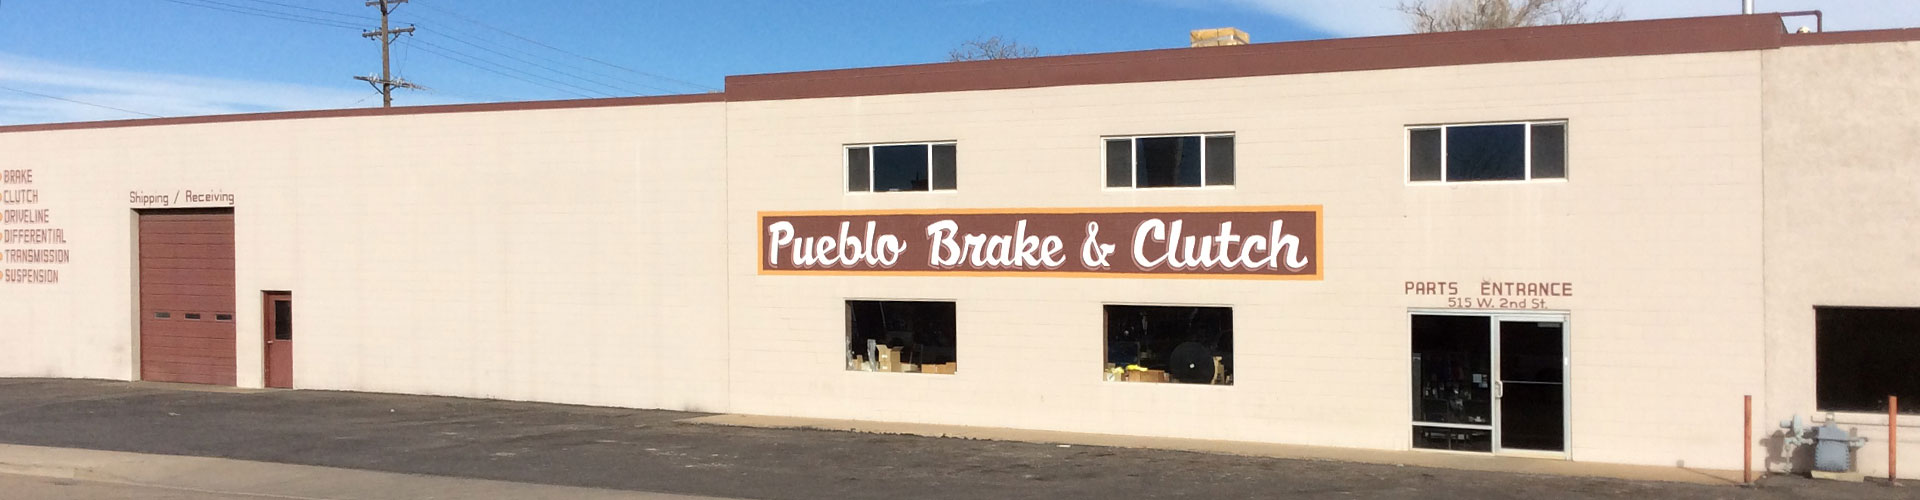 BRAKE
CLUTCH
DRIVELINE
DIFFERENTIAL
TRANSMISSION
SUSPENSION
Shipping / Receiving
Pueblo Brake & Clutch
PARTS ENTRANCE
515 W. 2nd St.